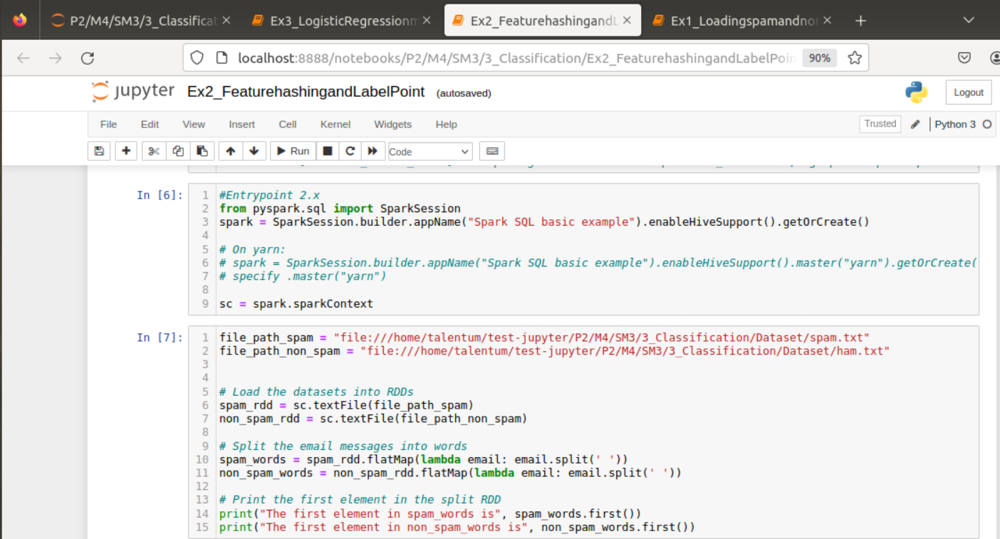 P2/M4/SM3/3_Classificat
Ex3_LogisticRegressionm
Ex2_FeaturehashingandL
Ex1_Loadingspamandnon
localhost:8888/notebooks/P2/M4/SM3/3_Classification/Ex2_FeaturehashingandLabelPoin
90%
jupyter Ex2_FeaturehashingandLabelPoint (autosaved)
Logout
File Edit View Insert Cell Kernel Widgets Help
Trusted
Python 3
Run
Code
In [6]:
1 #Entrypoint 2.x
2 from pyspark.sql import SparkSession
3 spark = SparkSession.builder.appName("Spark SQL basic example").enableHiveSupport().getOrCreate()
4
5 # On yarn:
6 # spark = SparkSession.builder.appName("Spark SQL basic example").enableHiveSupport().master("yarn").getOrCreate(
7 # specify .master("yarn")
8
9 sc = spark.sparkContext
In [7]:
1 file_path_spam = "file:///home/talentum/test-jupyter/P2/M4/SM3/3_Classification/Dataset/spam.txt"
2 file_path_non_spam = "file:///home/talentum/test-jupyter/P2/M4/SM3/3_Classification/Dataset/ham.txt"
3
4
5 # Load the datasets into RDDs
6 spam_rdd = sc.textFile(file_path_spam)
7 non_spam_rdd = sc.textFile(file_path_non_spam)
8
9 # Split the email messages into words
10 spam_words = spam_rdd.flatMap(lambda email: email.split(' '))
11 non_spam_words = non_spam_rdd.flatMap(lambda email: email.split(' '))
12
13 # Print the first element in the split RDD
14 print("The first element in spam_words is", spam_words.first())
15 print("The first element in non_spam_words is", non_spam_words.first())